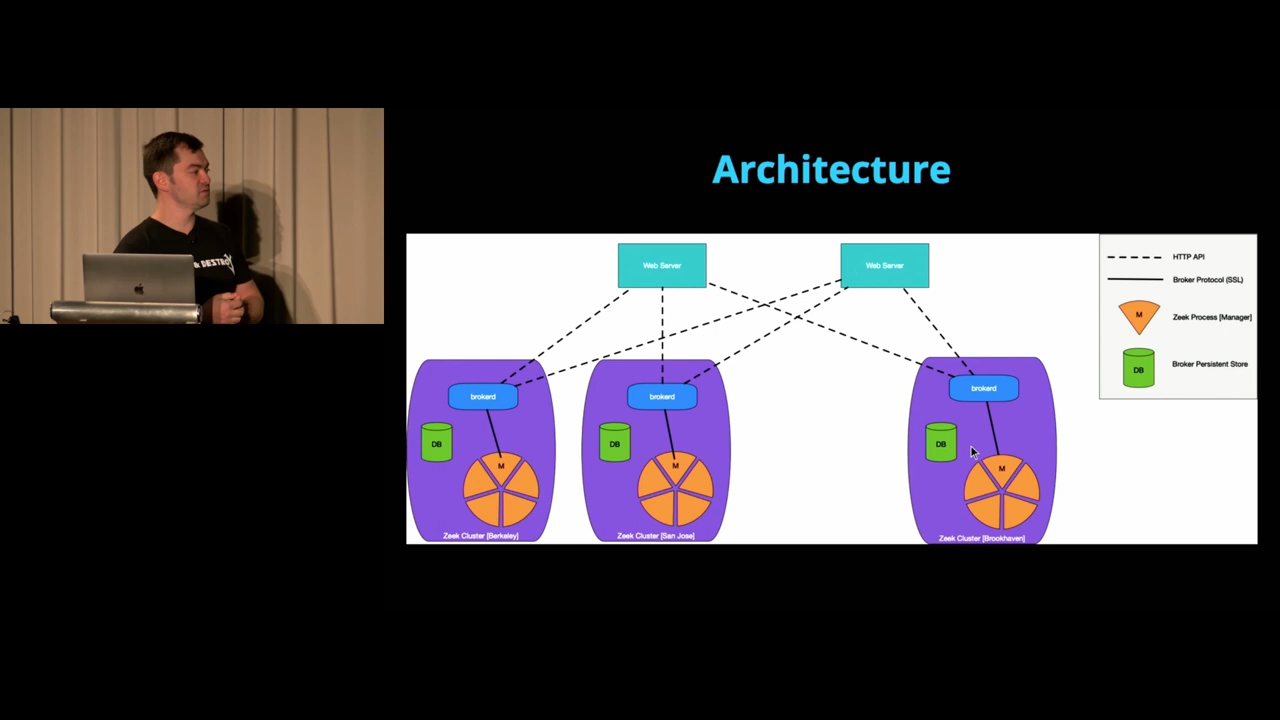 Architecture
Web Server
Web Server
HTTP API
Broker Protocol (SSL)
M
Zeek Process [Manager]
DB
Broker Persistent Store
brokerd
DB
M
Zeek Cluster [Berkeley]
brokerd
DB
M
Zeek Cluster [San Jose]
brokerd
DB
M
Zeek Cluster [Brookhaven]
DESTROY